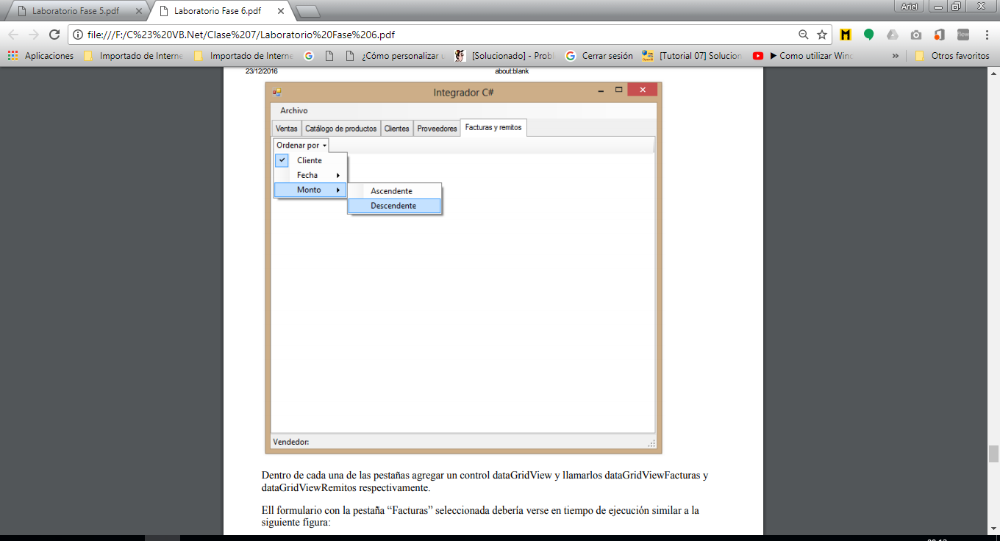 Laboratorio Fase 5.pdf
Laboratorio Fase 6.pdf
Ariel
file:///F:/C%23%20VB.Net/Clase%207/Laboratorio%20Fase%206.pdf
Aplicaciones
Importado de Interne
Importado de Interne
¿Cómo personalizar u
[Solucionado] - Probl
Cerrar sesión
[Tutorial 07] Solucion
Como utilizar Winc
»
Otros favoritos
23/12/2016
about:blank
Integrador C#
Archivo
Ventas
Catálogo de productos
Clientes
Proveedores
Facturas y remitos
Ordenar por
Cliente
Fecha
Monto
Ascendente
Descendente
Vendedor:
Dentro de cada una de las pestañas agregar un control dataGridView y llamarlos dataGridViewFacturas y
dataGridViewRemitos respectivamente.
Ell formulario con la pestaña “Facturas” seleccionada debería verse en tiempo de ejecución similar a la
siguiente figura: